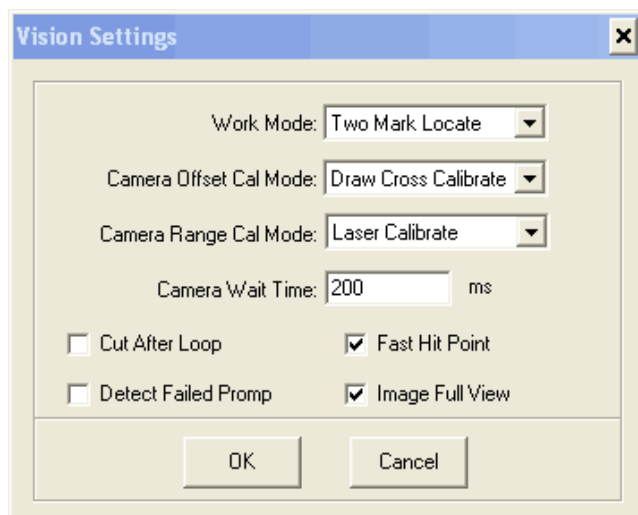 Vision Settings
Work Mode: Two Mark Locate
Camera Offset Cal Mode: Draw Cross Calibrate
Camera Range Cal Mode: Laser Calibrate
Camera Wait Time: 200 ms
Cut After Loop Fast Hit Point
Detect Failed Promp Image Full View
OK Cancel